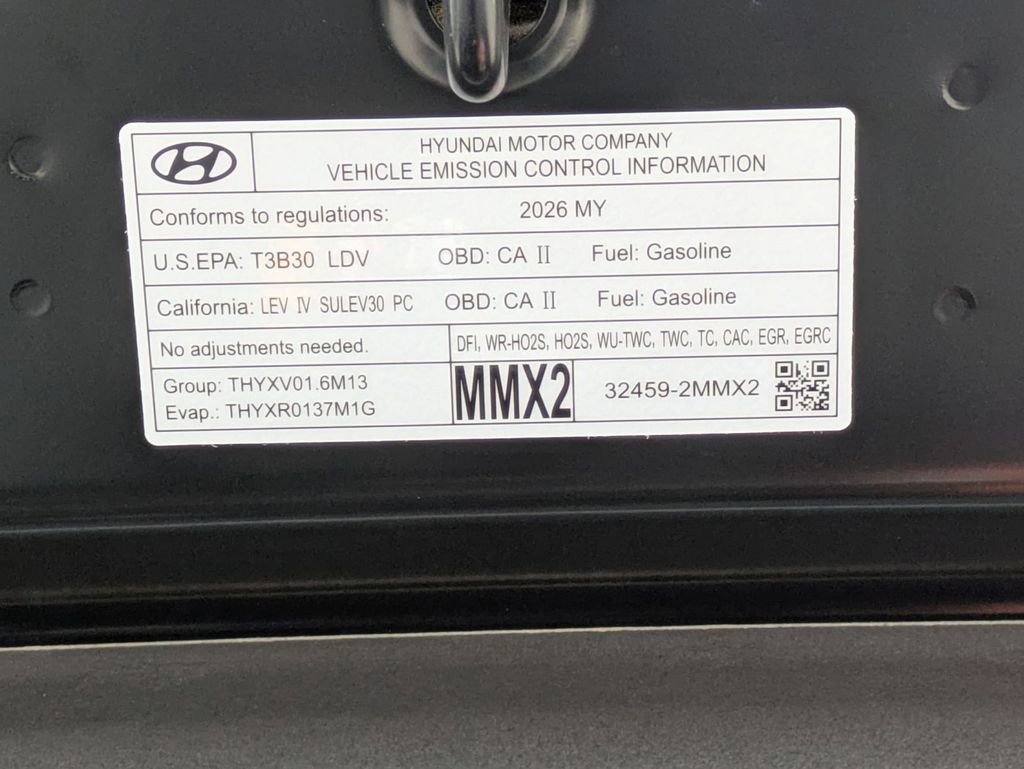 HYUNDAI MOTOR COMPANY
VEHICLE EMISSION CONTROL INFORMATION
Conforms to regulations: 2026 MY
U.S.EPA: T3B30 LDV OBD: CA II Fuel: Gasoline
California: LEV IV SULEV30 PC OBD: CA II Fuel: Gasoline
No adjustments needed. DFI, WR-HO2S, HO2S, WU-TWC, TWC, TC, CAC, EGR, EGRC
Group: THYXV01.6M13
Evap.: THYXR0137M1G
MMX2
32459-2MMX2